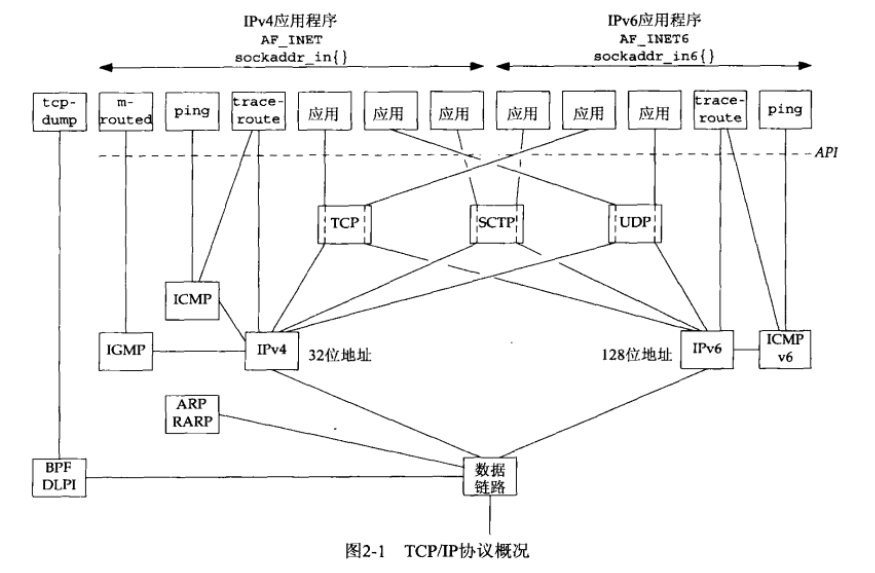 IPv4应用程序
AF_INET
sockaddr_in{}
IPv6应用程序
AF_INET6
sockaddr_in6{}
tcp-
dump
m-
routed
ping
trace-
route
应用
应用
应用
应用
应用
应用
trace-
route
ping
API
TCP
SCTP
UDP
ICMP
IGMP
IPv4
32位地址
128位地址
IPv6
ICMP
v6
ARP
RARP
BPF
DLPI
数据
链路
图2-1 TCP/IP协议概况